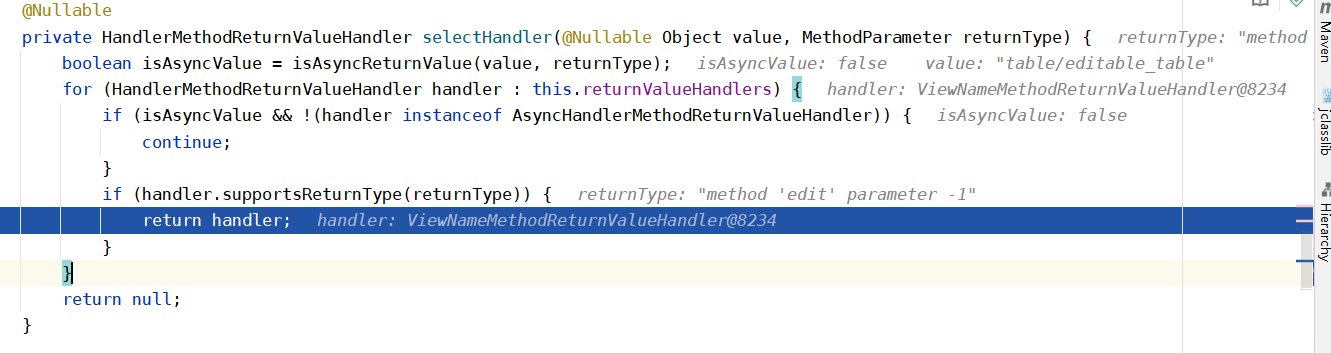 @Nullable
private HandlerMethodReturnValueHandler selectHandler(@Nullable Object value, MethodParameter returnType) {   returnType: "method
boolean isAsyncValue = isAsyncReturnValue(value, returnType);   isAsyncValue: false    value: "table/editable_table"
for (HandlerMethodReturnValueHandler handler : this.returnValueHandlers) {   handler: ViewNameMethodReturnValueHandler@8234
if (isAsyncValue && !(handler instanceof AsyncHandlerMethodReturnValueHandler)) {   isAsyncValue: false
continue;
}
if (handler.supportsReturnType(returnType)) {   returnType: "method 'edit' parameter -1"
return handler;   handler: ViewNameMethodReturnValueHandler@8234
}
}
return null;
}
m
Maven
jclasslib
Hierarchy